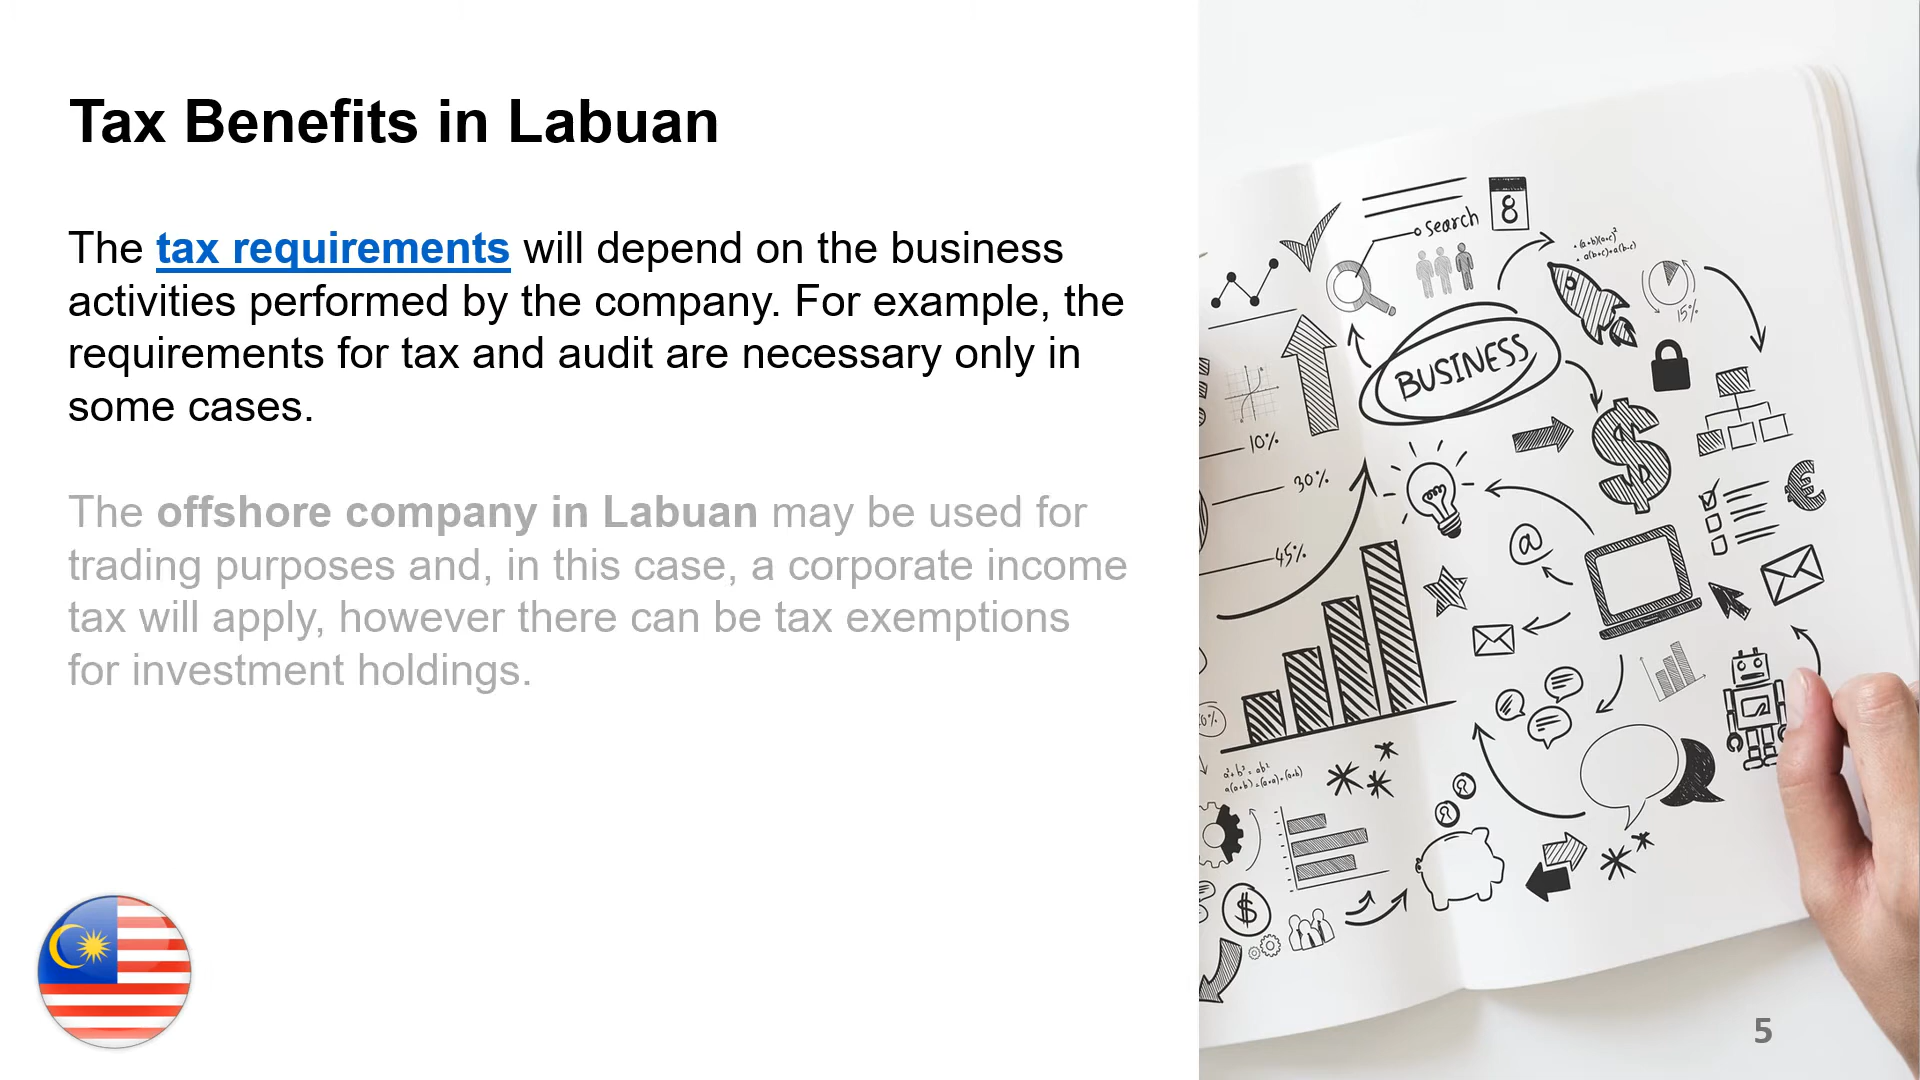 Tax Benefits in Labuan
The tax requirements will depend on the business
activities performed by the company. For example, the
requirements for tax and audit are necessary only in
some cases.
The offshore company in Labuan may be used for
trading purposes and, in this case, a corporate income
tax will apply, however there can be tax exemptions
for investment holdings.
search
8
15%
BUSINESS
10%
30%
45%
@
$
5